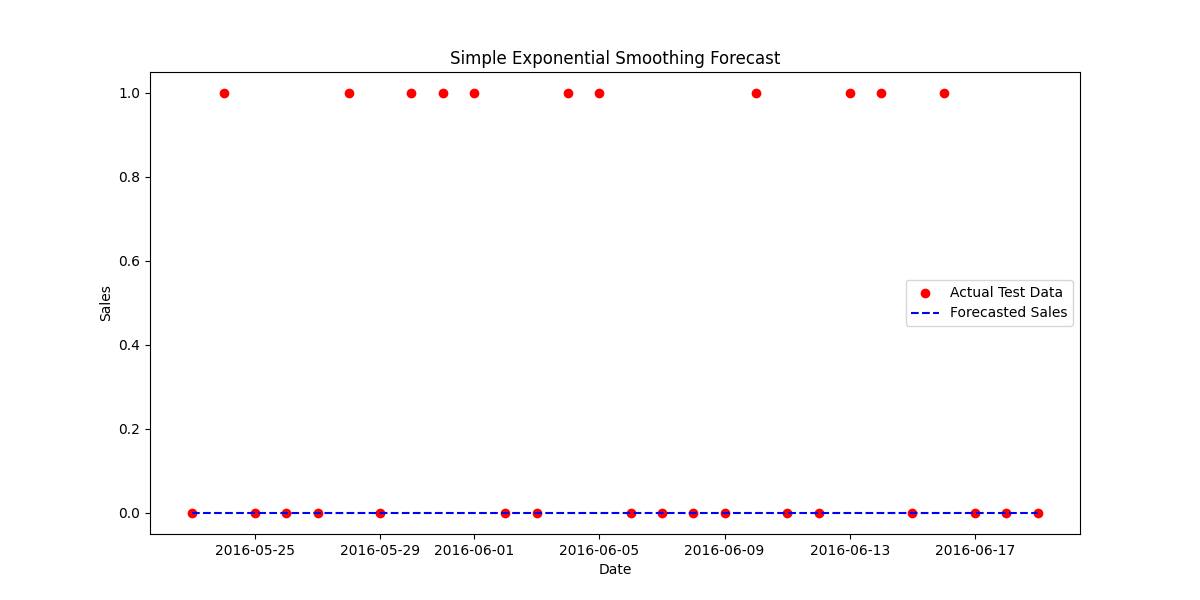 Simple Exponential Smoothing Forecast
1.0
0.8
0.6
0.4
0.2
0.0
Sales
Actual Test Data
Forecasted Sales
2016-05-25 2016-05-29 2016-06-01 2016-06-05 2016-06-09 2016-06-13 2016-06-17
Date